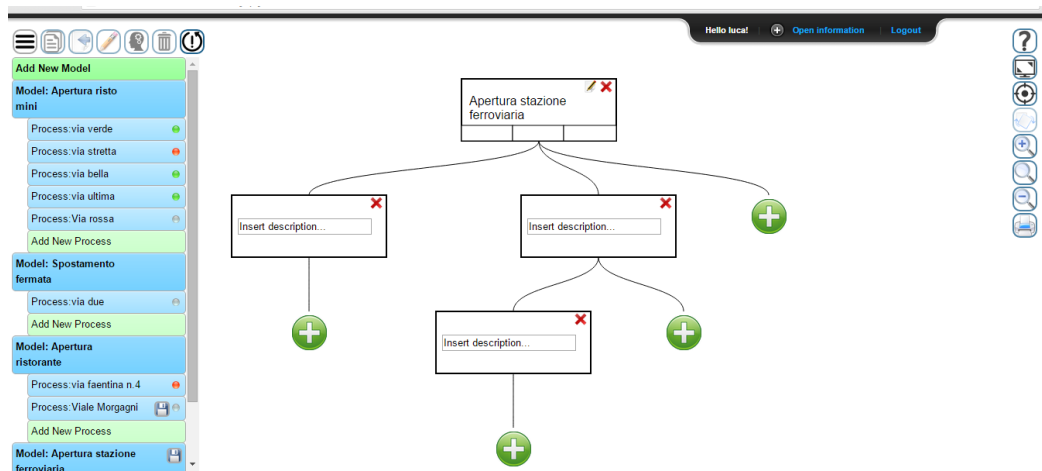 Hello luca!
Open information
Logout
Add New Model
Model: Apertura risto
mini
Process:via verde
Process:via stretta
Process:via bella
Process:via ultima
Process:Via rossa
Add New Process
Model: Spostamento
fermata
Process:via due
Add New Process
Model: Apertura
ristorante
Process:via faentina n.4
Process:Viale Morgagni
Add New Process
Model: Apertura stazione
ferroviaria
Apertura stazione
ferroviaria
Insert description...
Insert description...
Insert description...